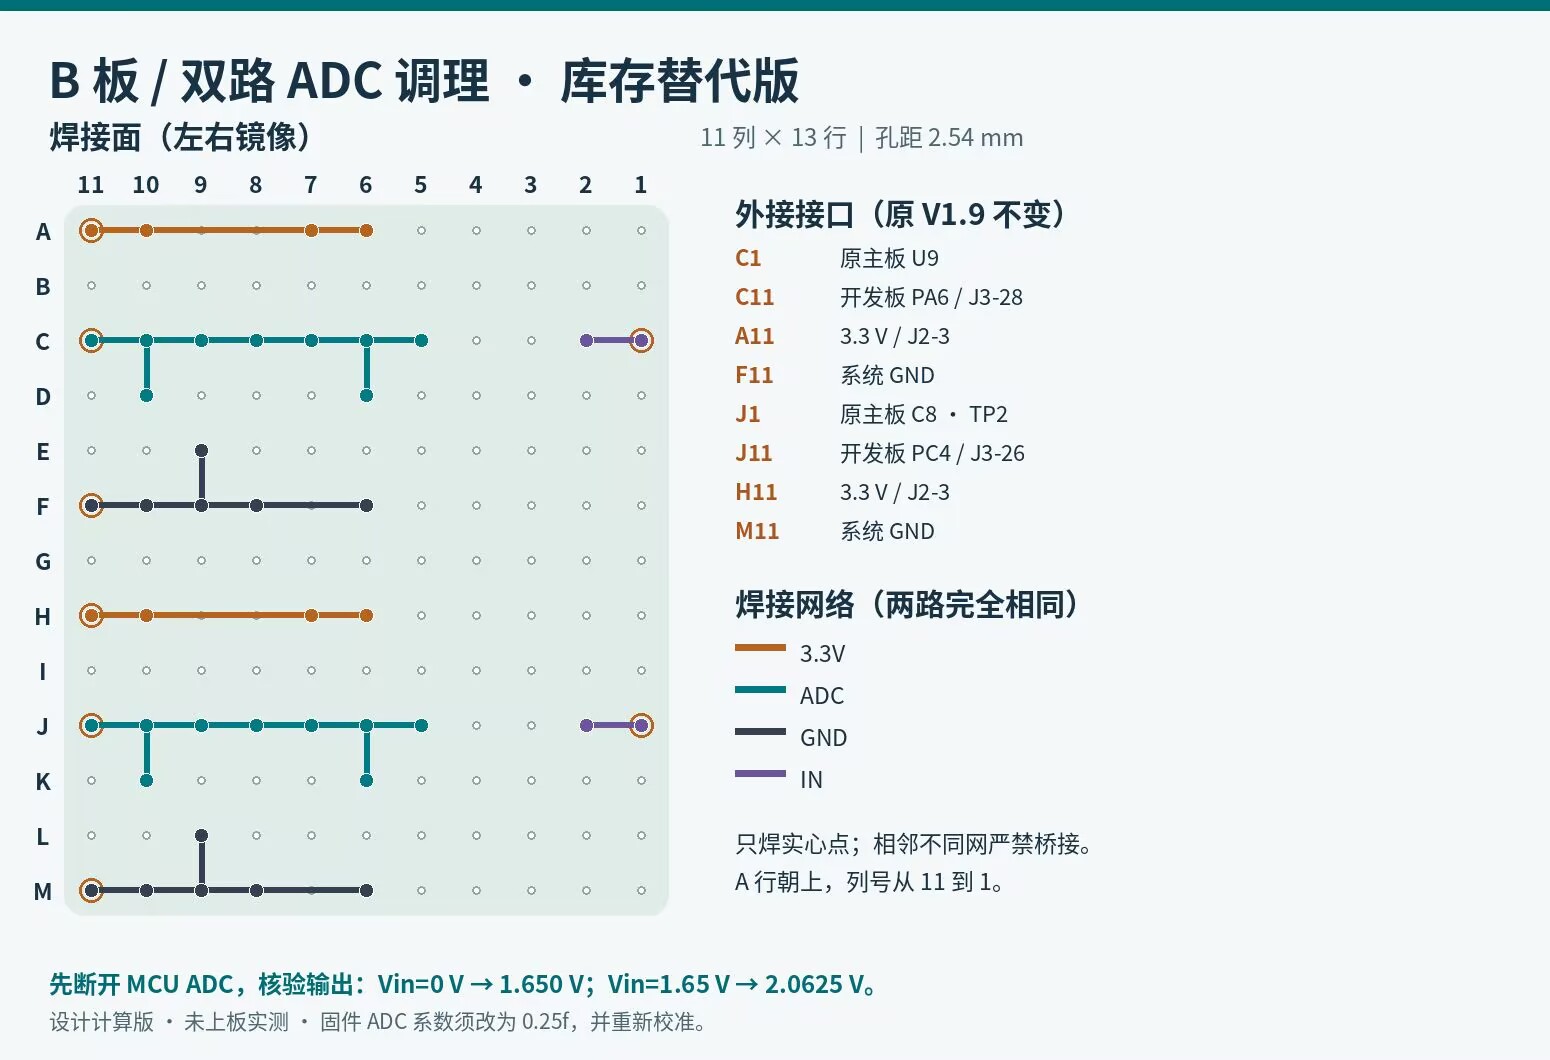 B 板 / 双路 ADC 调理 · 库存替代版
焊接面（左右镜像）
11 列 × 13 行 | 孔距 2.54 mm
11 10 9 8 7 6 5 4 3 2 1
A
B
C
D
E
F
G
H
I
J
K
L
M
外接接口（原 V1.9 不变）
C1 原主板 U9
C11 开发板 PA6 / J3-28
A11 3.3 V / J2-3
F11 系统 GND
J1 原主板 C8 · TP2
J11 开发板 PC4 / J3-26
H11 3.3 V / J2-3
M11 系统 GND
焊接网络（两路完全相同）
3.3V
ADC
GND
IN
只焊实心点；相邻不同网严禁桥接。
A 行朝上，列号从 11 到 1。
先断开 MCU ADC，核验输出：Vin=0 V → 1.650 V；Vin=1.65 V → 2.0625 V。
设计计算版 · 未上板实测 · 固件 ADC 系数须改为 0.25f，并重新校准。